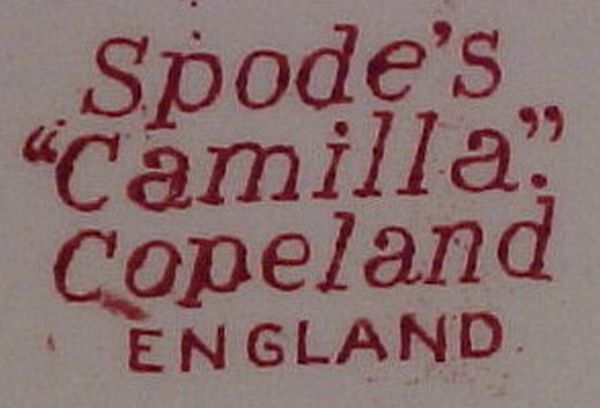 Spode's
"Camilla".
Copeland
ENGLAND